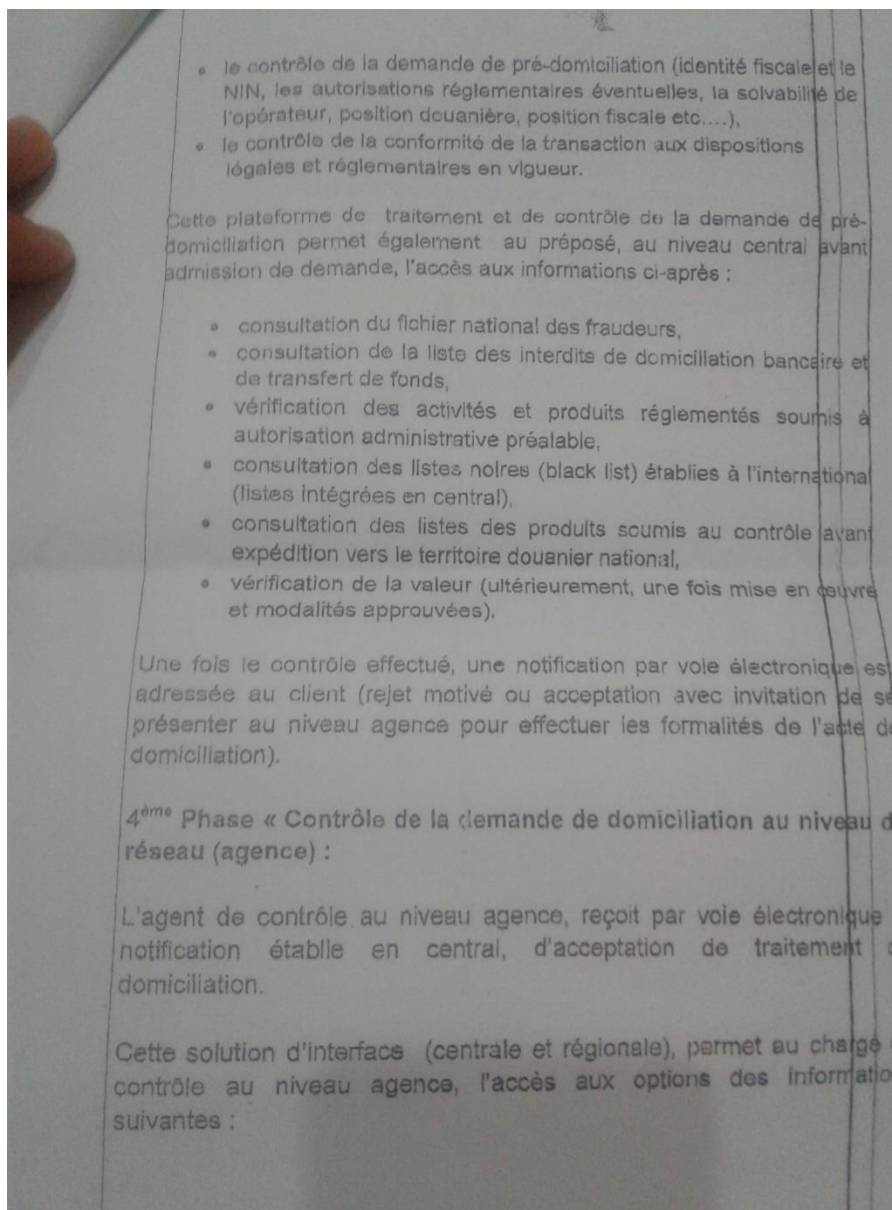 • le contrôle de la demande de pré-domiciliation (identité fiscale et le
NIN, les autorisations réglementaires éventuelles, la solvabilité de
l'opérateur, position douanière, position fiscale etc....),
• le contrôle de la conformité de la transaction aux dispositions
légales et réglementaires en vigueur.
Cette plateforme de traitement et de contrôle de la demande de pré-
domiciliation permet également au préposé, au niveau central avant
admission de demande, l'accès aux informations ci-après :
• consultation du fichier national des fraudeurs,
• consultation de la liste des interdits de domiciliation bancaire et
de transfert de fonds,
• vérification des activités et produits réglementés soumis à
autorisation administrative préalable,
• consultation des listes noires (black list) établies à l'international
(listes intégrées en central),
• consultation des listes des produits soumis au contrôle avant
expédition vers le territoire douanier national,
• vérification de la valeur (ultérieurement, une fois mise en œuvre
et modalités approuvées).
Une fois le contrôle effectué, une notification par voie électronique est
adressée au client (rejet motivé ou acceptation avec invitation de se
présenter au niveau agence pour effectuer les formalités de l'acte de
domiciliation).
4ème Phase « Contrôle de la demande de domiciliation au niveau d
réseau (agence) :
L'agent de contrôle au niveau agence, reçoit par voie électronique
notification établie en central, d'acceptation de traitement
domiciliation.
Cette solution d'interface (centrale et régionale), permet au chargé
contrôle au niveau agence, l'accès aux options des informatio
suivantes :